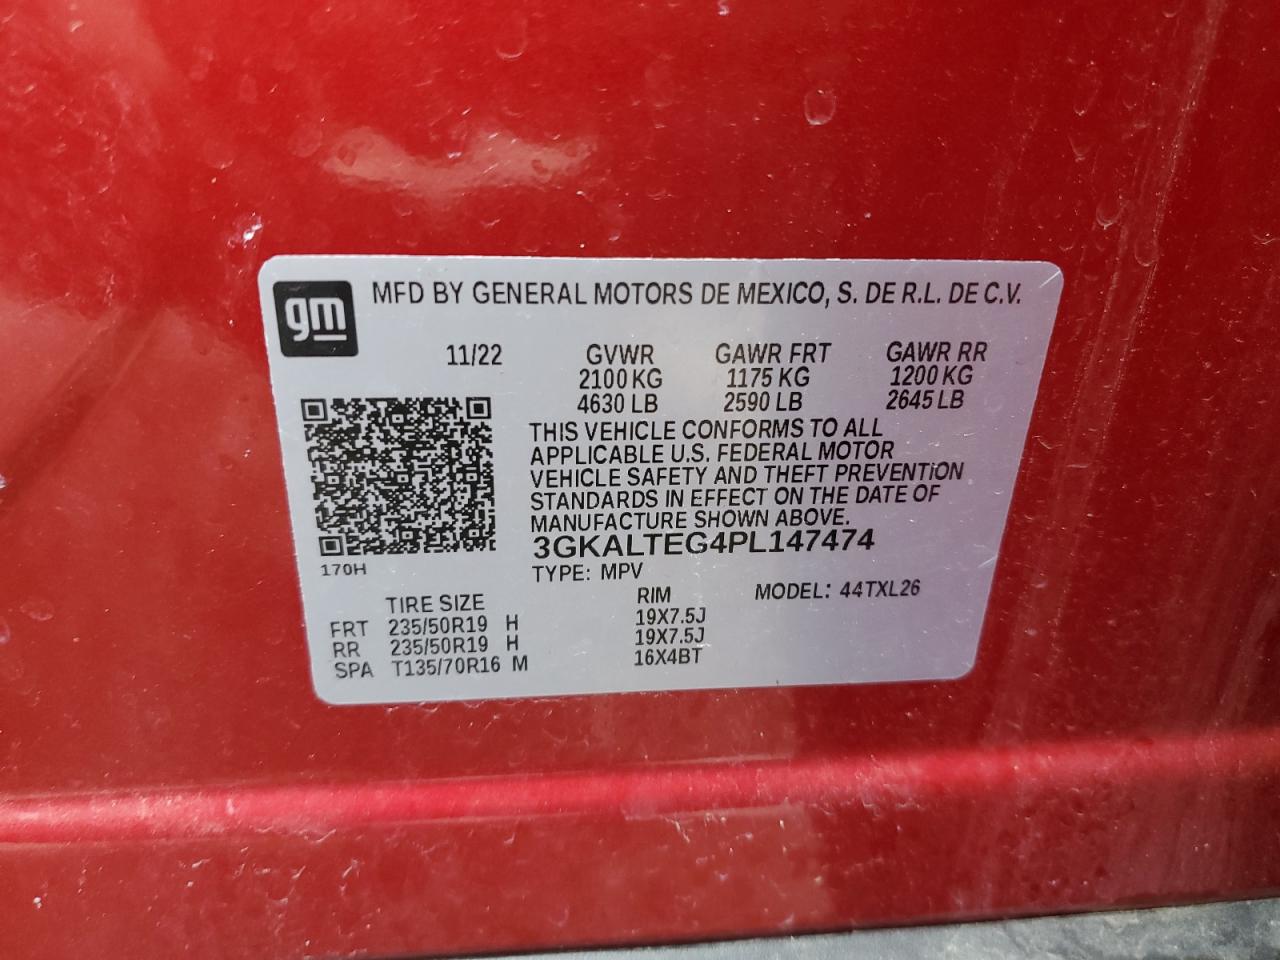 gm
MFD BY GENERAL MOTORS DE MEXICO, S. DE R.L. DE C.V.
11/22 GVWR GAWR FRT GAWR RR
2100 KG 1175 KG 1200 KG
4630 LB 2590 LB 2645 LB
THIS VEHICLE CONFORMS TO ALL
APPLICABLE U.S. FEDERAL MOTOR
VEHICLE SAFETY AND THEFT PREVENTION
STANDARDS IN EFFECT ON THE DATE OF
MANUFACTURE SHOWN ABOVE.
3GKALTEG4PL147474
170H
TYPE: MPV
MODEL: 44TXL26
TIRE SIZE RIM
FRT 235/50R19 H 19X7.5J
RR 235/50R19 H 19X7.5J
SPA T135/70R16 M 16X4BT